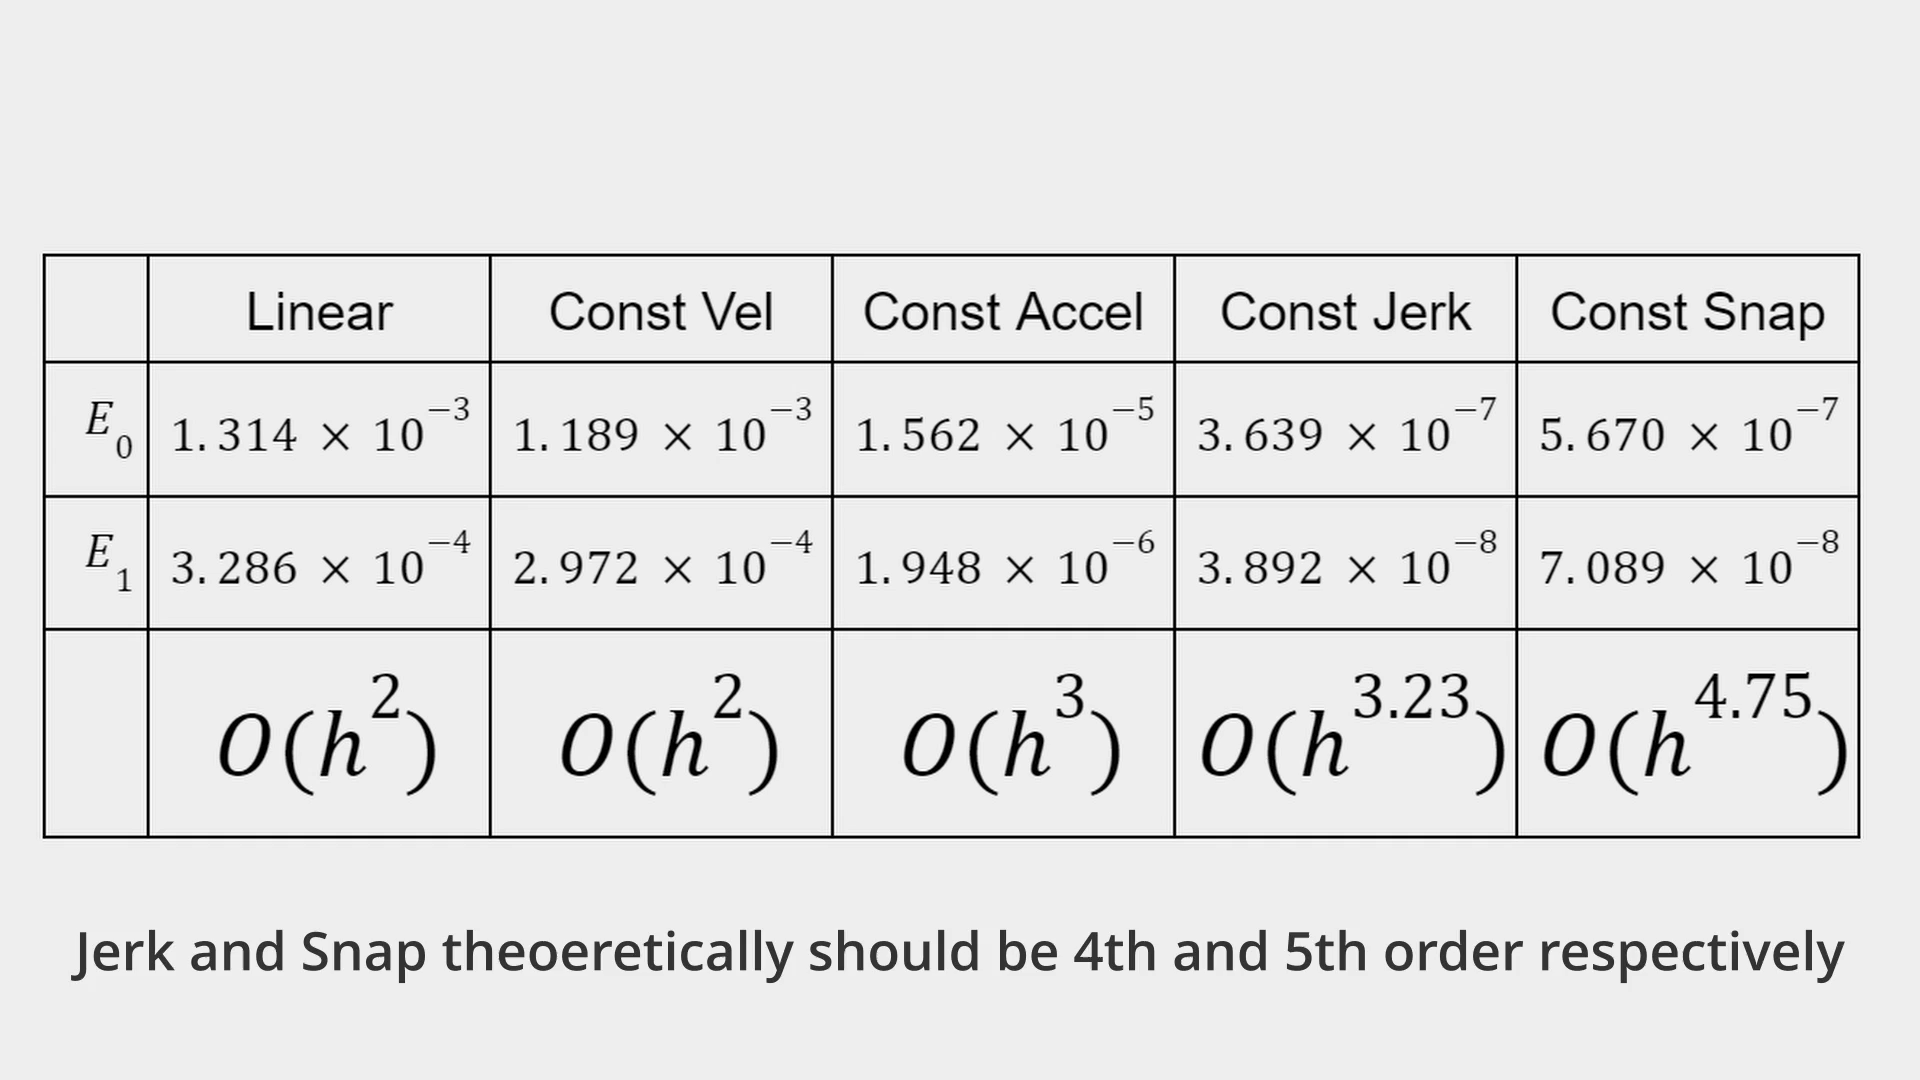 Linear Const Vel Const Accel Const Jerk Const Snap
E₀ 1.314 × 10⁻³ 1.189 × 10⁻³ 1.562 × 10⁻⁵ 3.639 × 10⁻⁷ 5.670 × 10⁻⁷
E₁ 3.286 × 10⁻⁴ 2.972 × 10⁻⁴ 1.948 × 10⁻⁶ 3.892 × 10⁻⁸ 7.089 × 10⁻⁸
O(h²) O(h²) O(h³) O(h^3.23) O(h^4.75)
Jerk and Snap theoeretically should be 4th and 5th order respectively